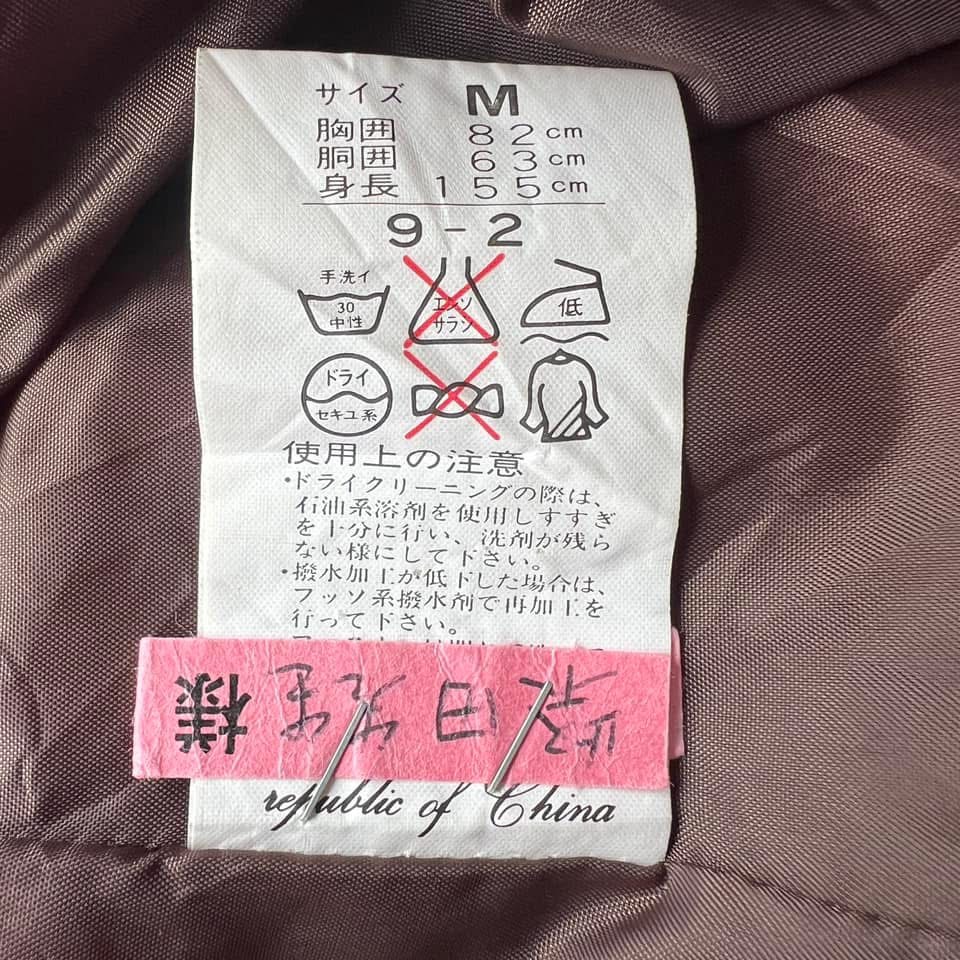 サイズ M
胸囲 82cm
胴囲 63cm
身長 155cm
9-2
手洗イ
30
中性
エンソ
サラシ
低
ドライ
セキユ系
使用上の注意
・ドライクリーニングの際は、
石油系溶剤を使用しすすぎ
を十分に行い、洗剤が残ら
ない様にして下さい。
・撥水加工が低下した場合は、
フッソ系撥水剤で再加工を
行って下さい。
田先生 様
republic of China